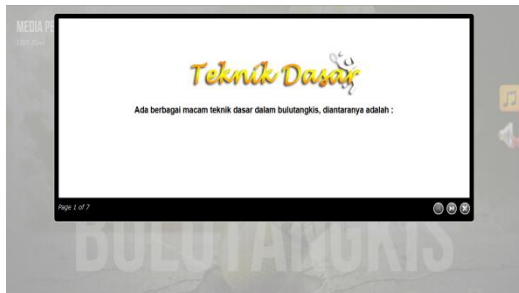 MEDIA PE
Teknik Dasar
Ada berbagai macam teknik dasar dalam bulutangkis, diantaranya adalah :
Page 1 of 7
BULUTANGKIS